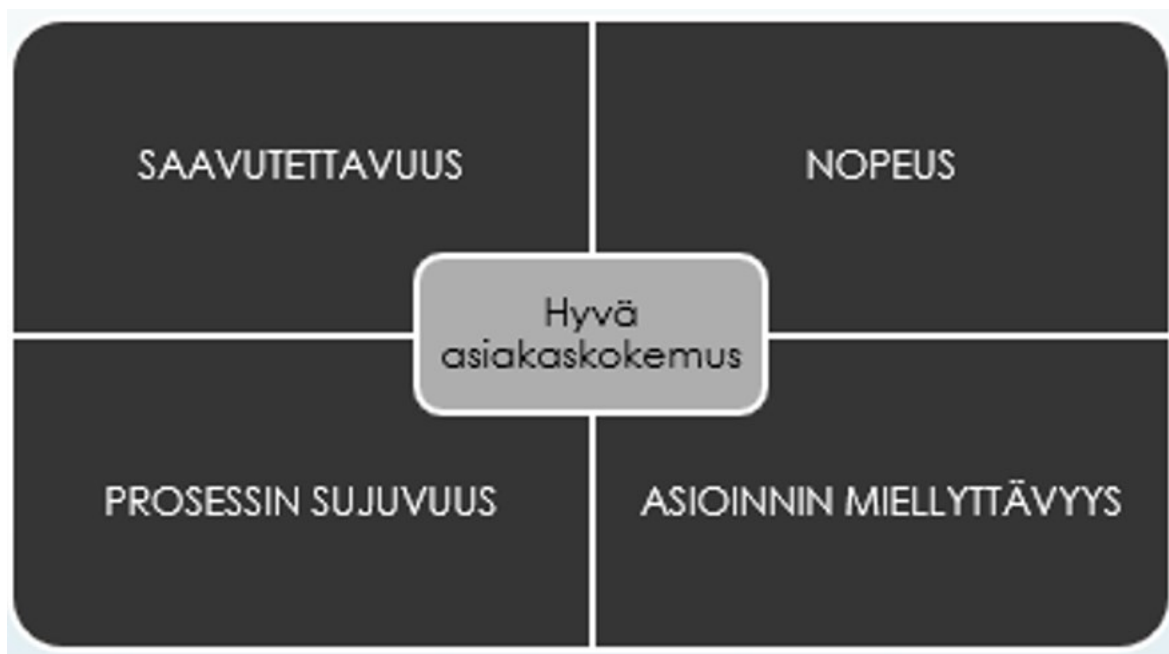 SAAVUTETTAVUUS
NOPEUS
Hyvä
asiakaskokemus
PROSESSIN SUJUVUUS
ASIOINNIN MIELLYTTÄVYYS